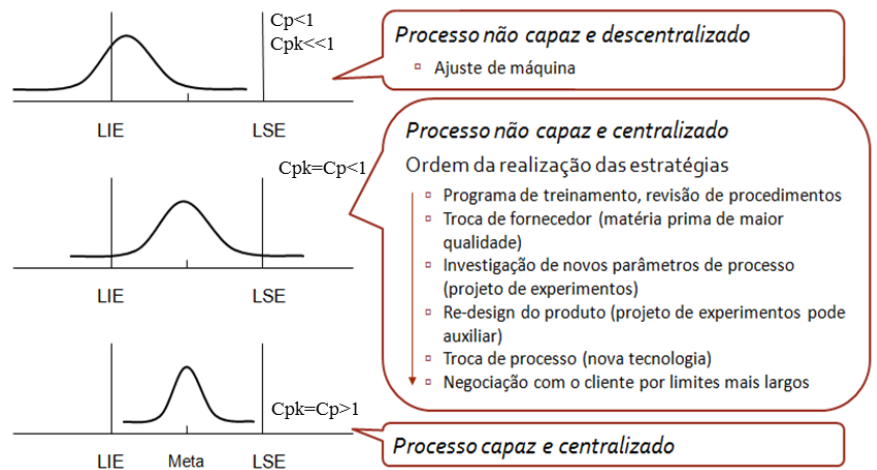 Cp<1
Cpk<<1
Processo não capaz e descentralizado
Ajuste de máquina
LIE
LSE
Cpk=Cp<1
Processo não capaz e centralizado
Ordem da realização das estratégias
Programa de treinamento, revisão de procedimentos
Troca de fornecedor (matéria prima de maior
qualidade)
Investigação de novos parâmetros de processo
(projeto de experimentos)
Re-design do produto (projeto de experimentos pode
auxiliar)
Troca de processo (nova tecnologia)
Negociação com o cliente por limites mais largos
LIE
LSE
Cpk=Cp>1
Processo capaz e centralizado
LIE
Meta
LSE